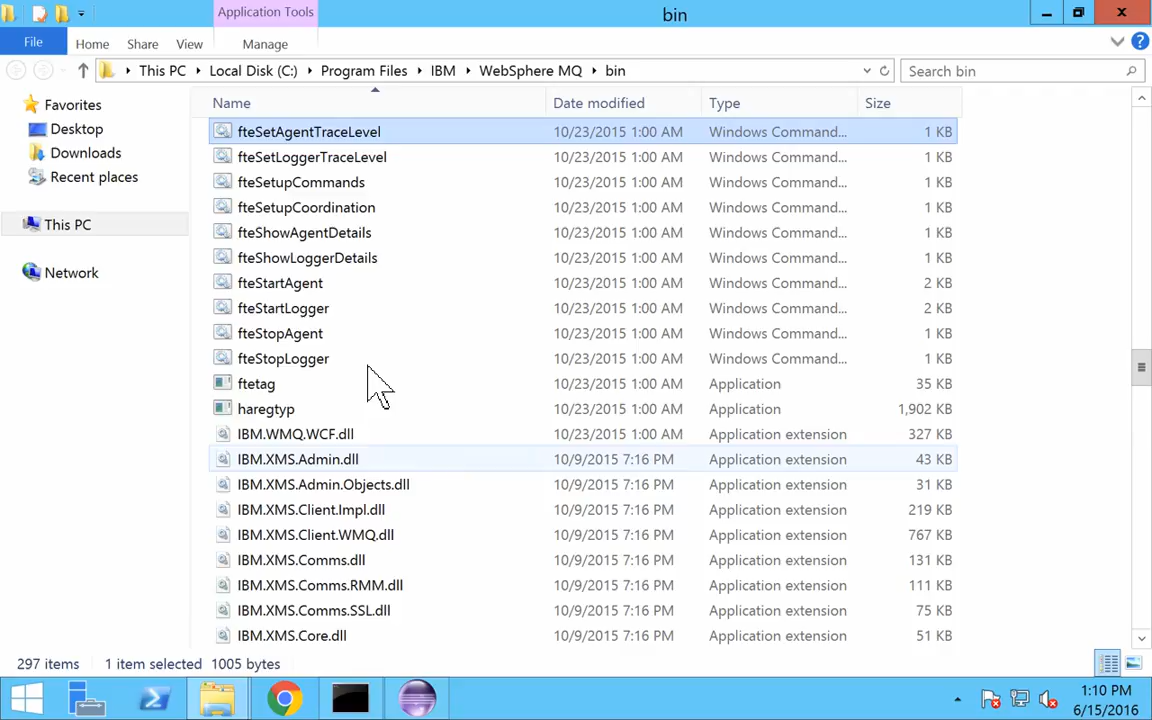 Application Tools
bin
File
Home
Share
View
Manage
This PC
Local Disk (C:)
Program Files
IBM
WebSphere MQ
bin
Search bin
Favorites
Desktop
Downloads
Recent places
This PC
Network
Name Date modified Type Size
fteSetAgentTraceLevel 10/23/2015 1:00 AM Windows Command... 1 KB
fteSetLoggerTraceLevel 10/23/2015 1:00 AM Windows Command... 1 KB
fteSetupCommands 10/23/2015 1:00 AM Windows Command... 1 KB
fteSetupCoordination 10/23/2015 1:00 AM Windows Command... 1 KB
fteShowAgentDetails 10/23/2015 1:00 AM Windows Command... 1 KB
fteShowLoggerDetails 10/23/2015 1:00 AM Windows Command... 1 KB
fteStartAgent 10/23/2015 1:00 AM Windows Command... 2 KB
fteStartLogger 10/23/2015 1:00 AM Windows Command... 2 KB
fteStopAgent 10/23/2015 1:00 AM Windows Command... 1 KB
fteStopLogger 10/23/2015 1:00 AM Windows Command... 1 KB
ftetag 10/23/2015 1:00 AM Application 35 KB
haregtyp 10/23/2015 1:00 AM Application 1,902 KB
IBM.WMQ.WCF.dll 10/23/2015 1:00 AM Application extension 327 KB
IBM.XMS.Admin.dll 10/9/2015 7:16 PM Application extension 43 KB
IBM.XMS.Admin.Objects.dll 10/9/2015 7:16 PM Application extension 31 KB
IBM.XMS.Client.Impl.dll 10/9/2015 7:16 PM Application extension 219 KB
IBM.XMS.Client.WMQ.dll 10/9/2015 7:16 PM Application extension 767 KB
IBM.XMS.Comms.dll 10/9/2015 7:16 PM Application extension 131 KB
IBM.XMS.Comms.RMM.dll 10/9/2015 7:16 PM Application extension 111 KB
IBM.XMS.Comms.SSL.dll 10/9/2015 7:16 PM Application extension 75 KB
IBM.XMS.Core.dll 10/9/2015 7:16 PM Application extension 51 KB
297 items 1 item selected 1005 bytes
1:10 PM
6/15/2016